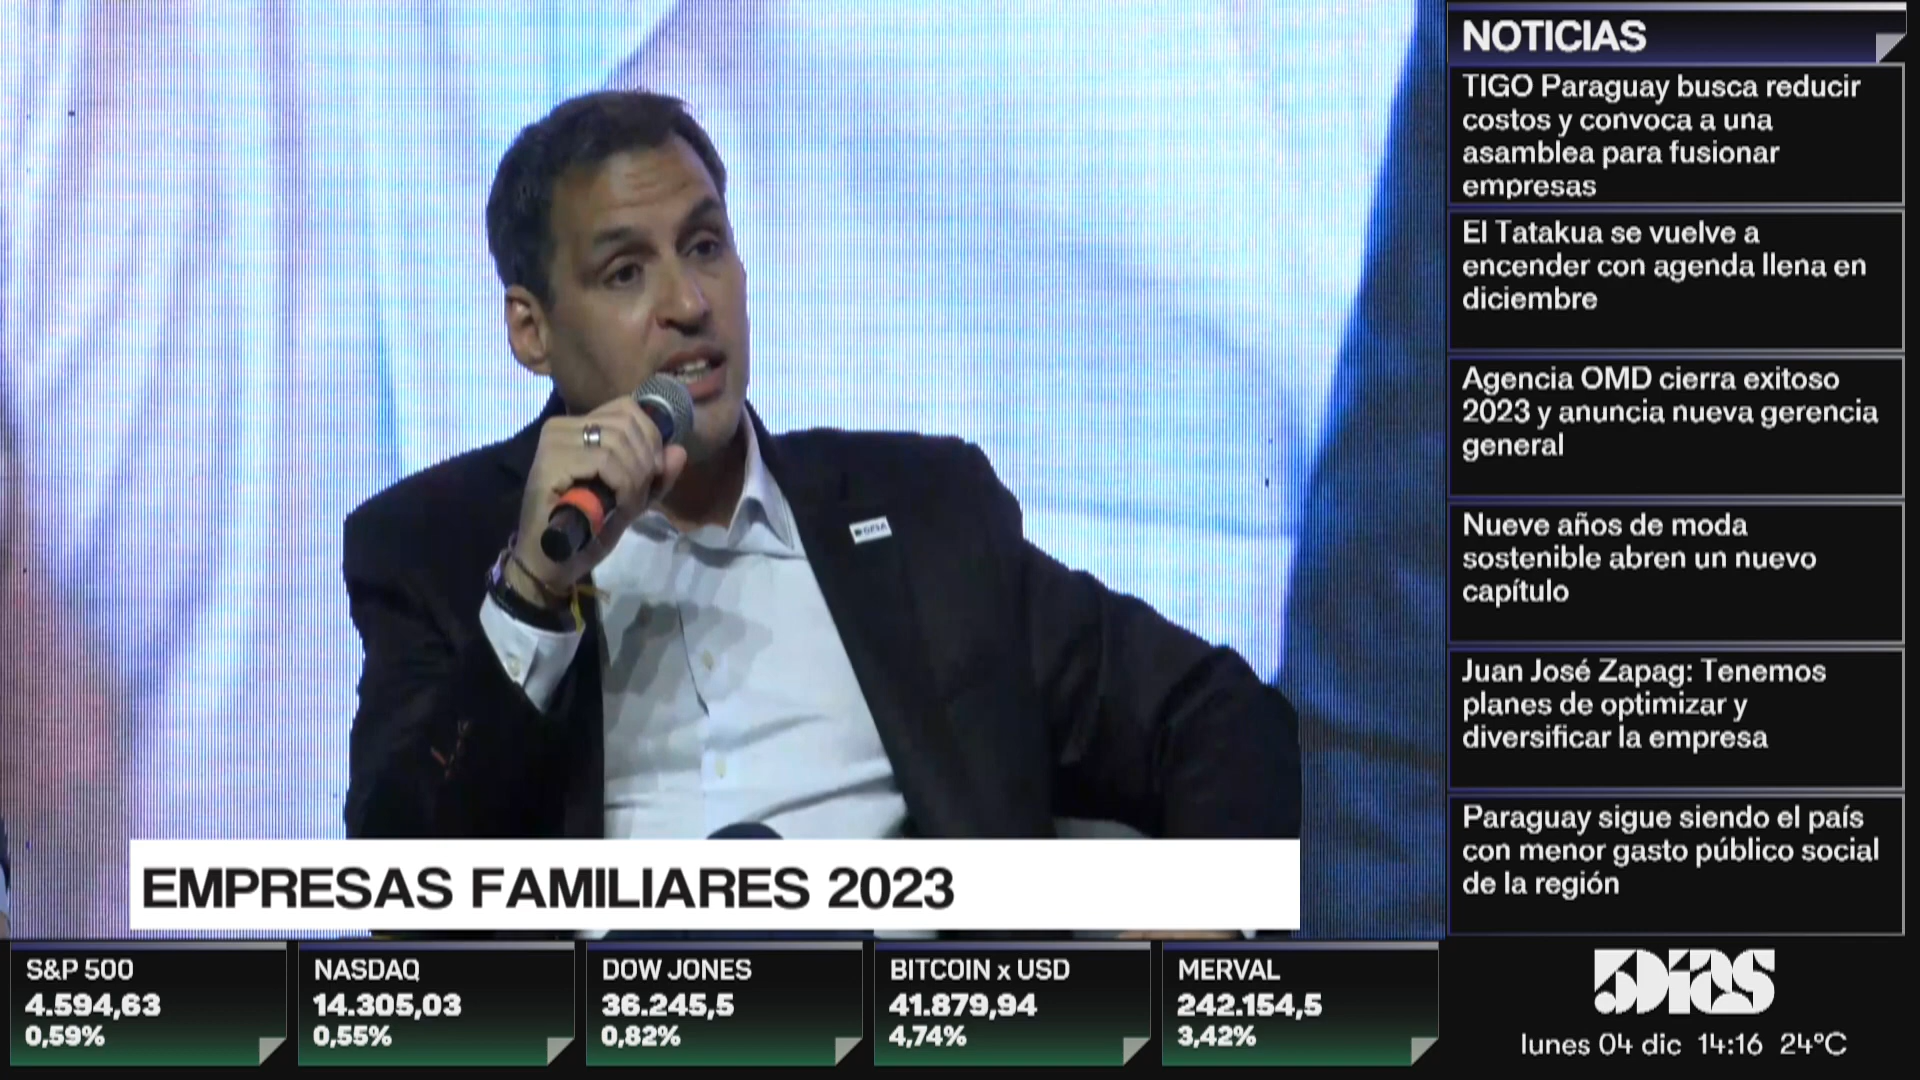 NOTICIAS
TIGO Paraguay busca reducir
costos y convoca a una
asamblea para fusionar
empresas
El Tatakua se vuelve a
encender con agenda llena en
diciembre
Agencia OMD cierra exitoso
2023 y anuncia nueva gerencia
general
Nueve años de moda
sostenible abren un nuevo
capítulo
Juan José Zapag: Tenemos
planes de optimizar y
diversificar la empresa
Paraguay sigue siendo el país
con menor gasto público social
de la región
EMPRESAS FAMILIARES 2023
S&P 500
4.594,63
0,59%
NASDAQ
14.305,03
0,55%
DOW JONES
36.245,5
0,82%
BITCOIN x USD
41.879,94
4,74%
MERVAL
242.154,5
3,42%
5DIAS
lunes 04 dic 14:16 24°C